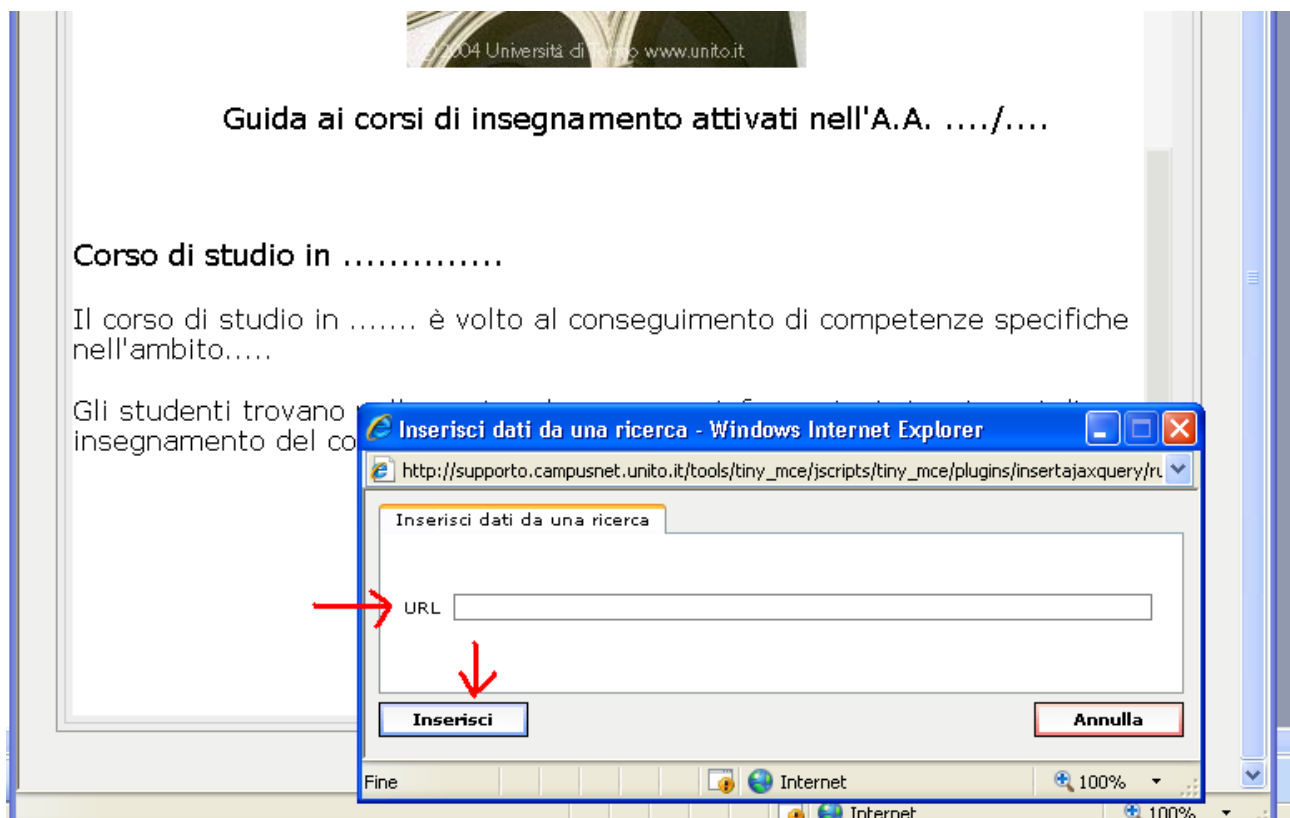 © 2004 Università di Torino www.unito.it
Guida ai corsi di insegnamento attivati nell'A.A. ..../....
Corso di studio in ..............
Il corso di studio in ....... è volto al conseguimento di competenze specifiche
nell'ambito.....
Gli studenti trovano
insegnamento del co
Inserisci dati da una ricerca - Windows Internet Explorer
http://supporto.campusnet.unito.it/tools/tiny_mce/jscripts/tiny_mce/plugins/insertajaxquery/ru
Inserisci dati da una ricerca
URL
Inserisci
Annulla
Fine
Internet
100%
Internet
100%